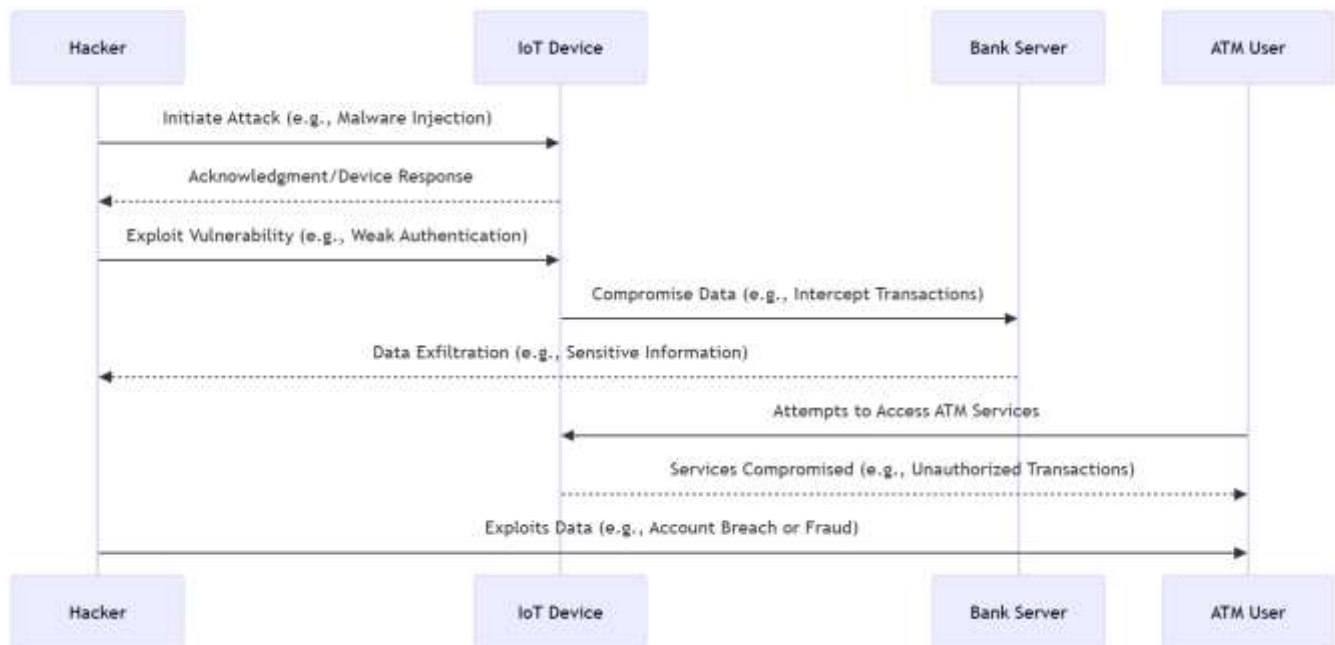 Hacker
IoT Device
Bank Server
ATM User
Initiate Attack (e.g., Malware Injection)
Acknowledgment/Device Response
Exploit Vulnerability (e.g., Weak Authentication)
Compromise Data (e.g., Intercept Transactions)
Data Exfiltration (e.g., Sensitive Information)
Attempts to Access ATM Services
Services Compromised (e.g., Unauthorized Transactions)
Exploits Data (e.g., Account Breach or Fraud)
Hacker
IoT Device
Bank Server
ATM User